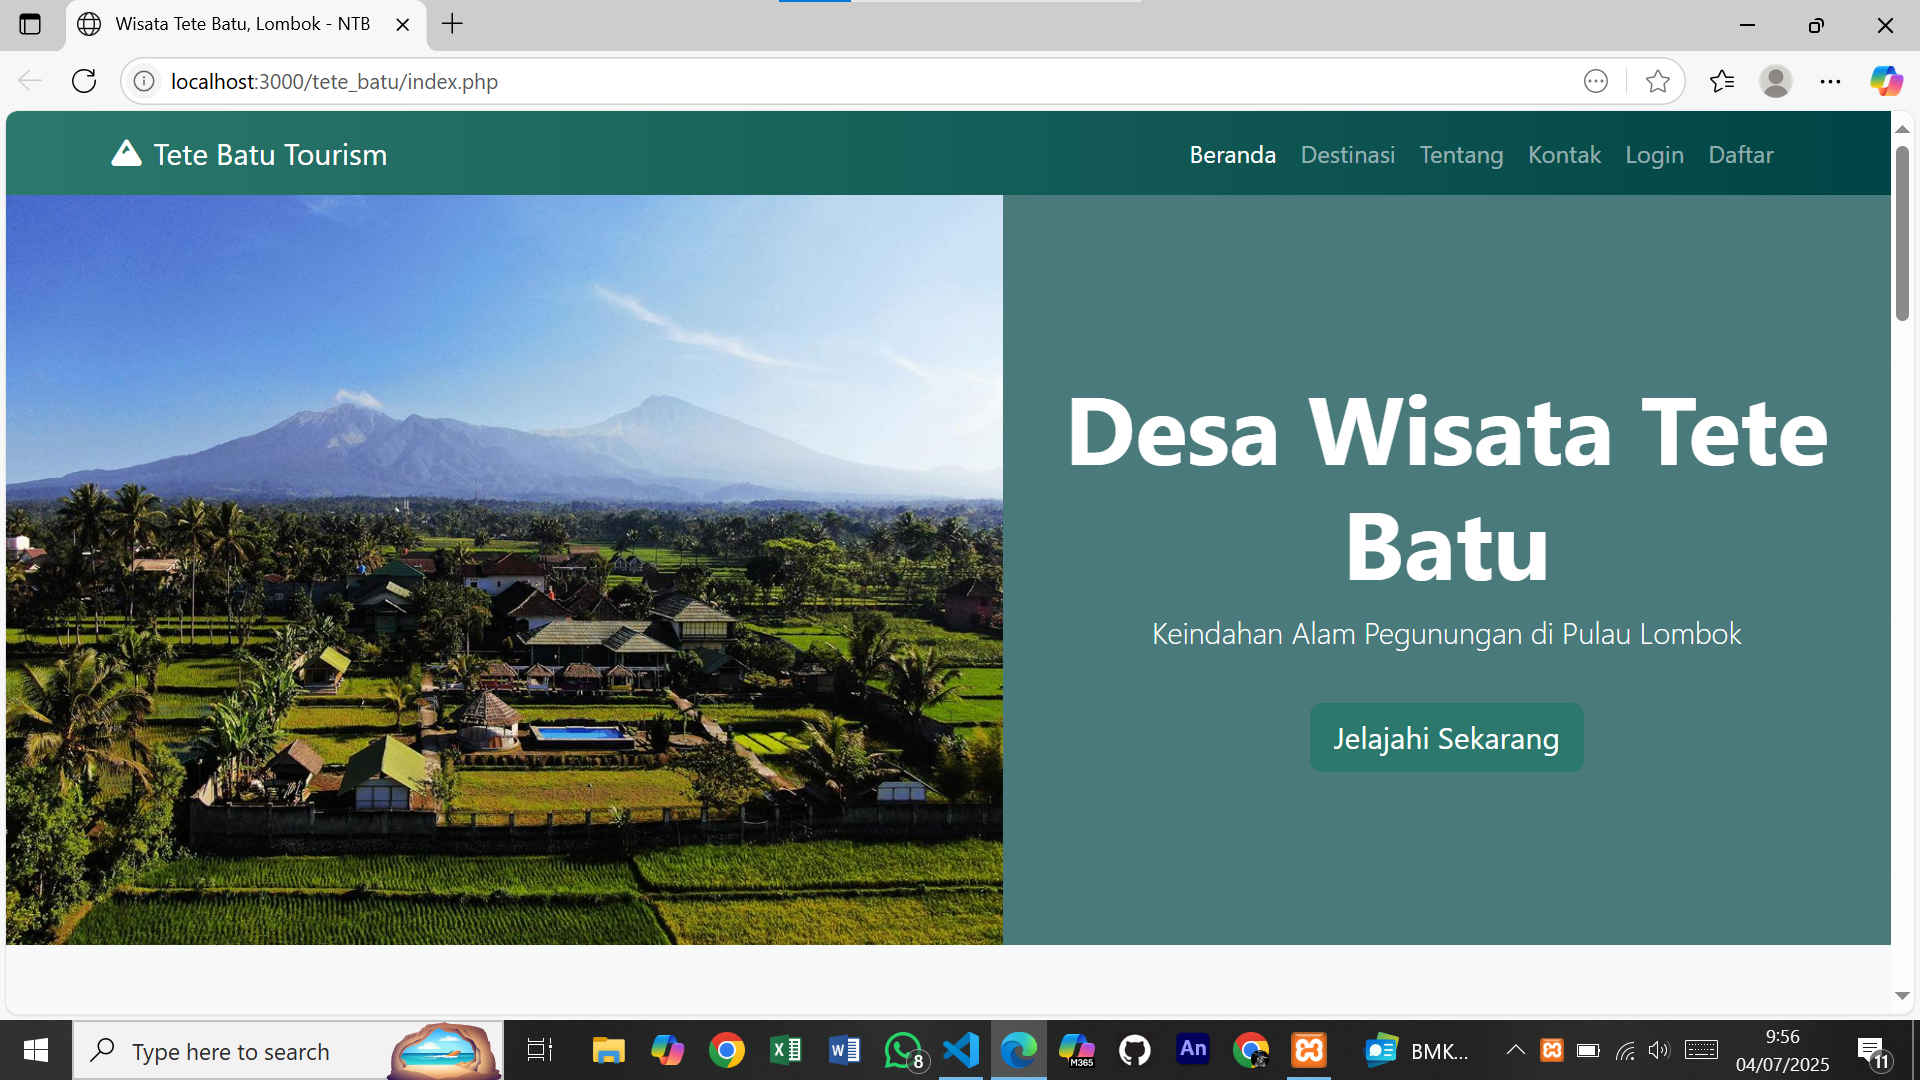 Wisata Tete Batu, Lombok - NTB
localhost:3000/tete_batu/index.php
Tete Batu Tourism
Beranda Destinasi Tentang Kontak Login Daftar
Desa Wisata Tete
Batu
Keindahan Alam Pegunungan di Pulau Lombok
Jelajahi Sekarang
Type here to search
8
M365
An
BMK...
9:56
04/07/2025
11